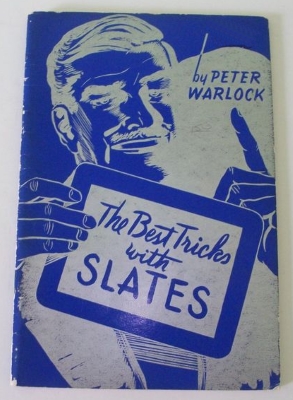 by PETER
WARLOCK
The Best Tricks
with
SLATES